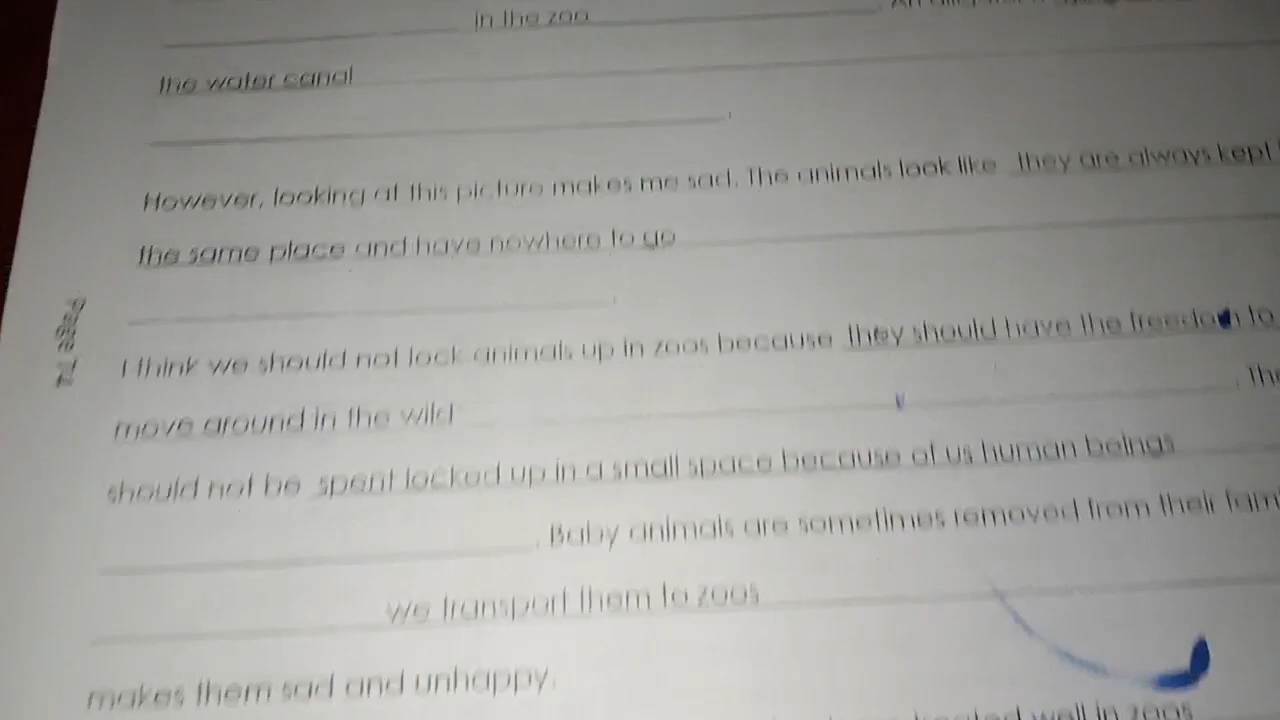 in the zoo
the water canal
However, looking at this picture makes me sad. The animals look like they are always kept
the same place and have nowhere to go
I think we should not lock animals up in zoos because they should have the freedom to
move around in the wild
should not be spent locked up in a small space because of us human beings
. Baby animals are sometimes removed from their
we transport them to zoos
makes them sad and unhappy.
treated well in zoos